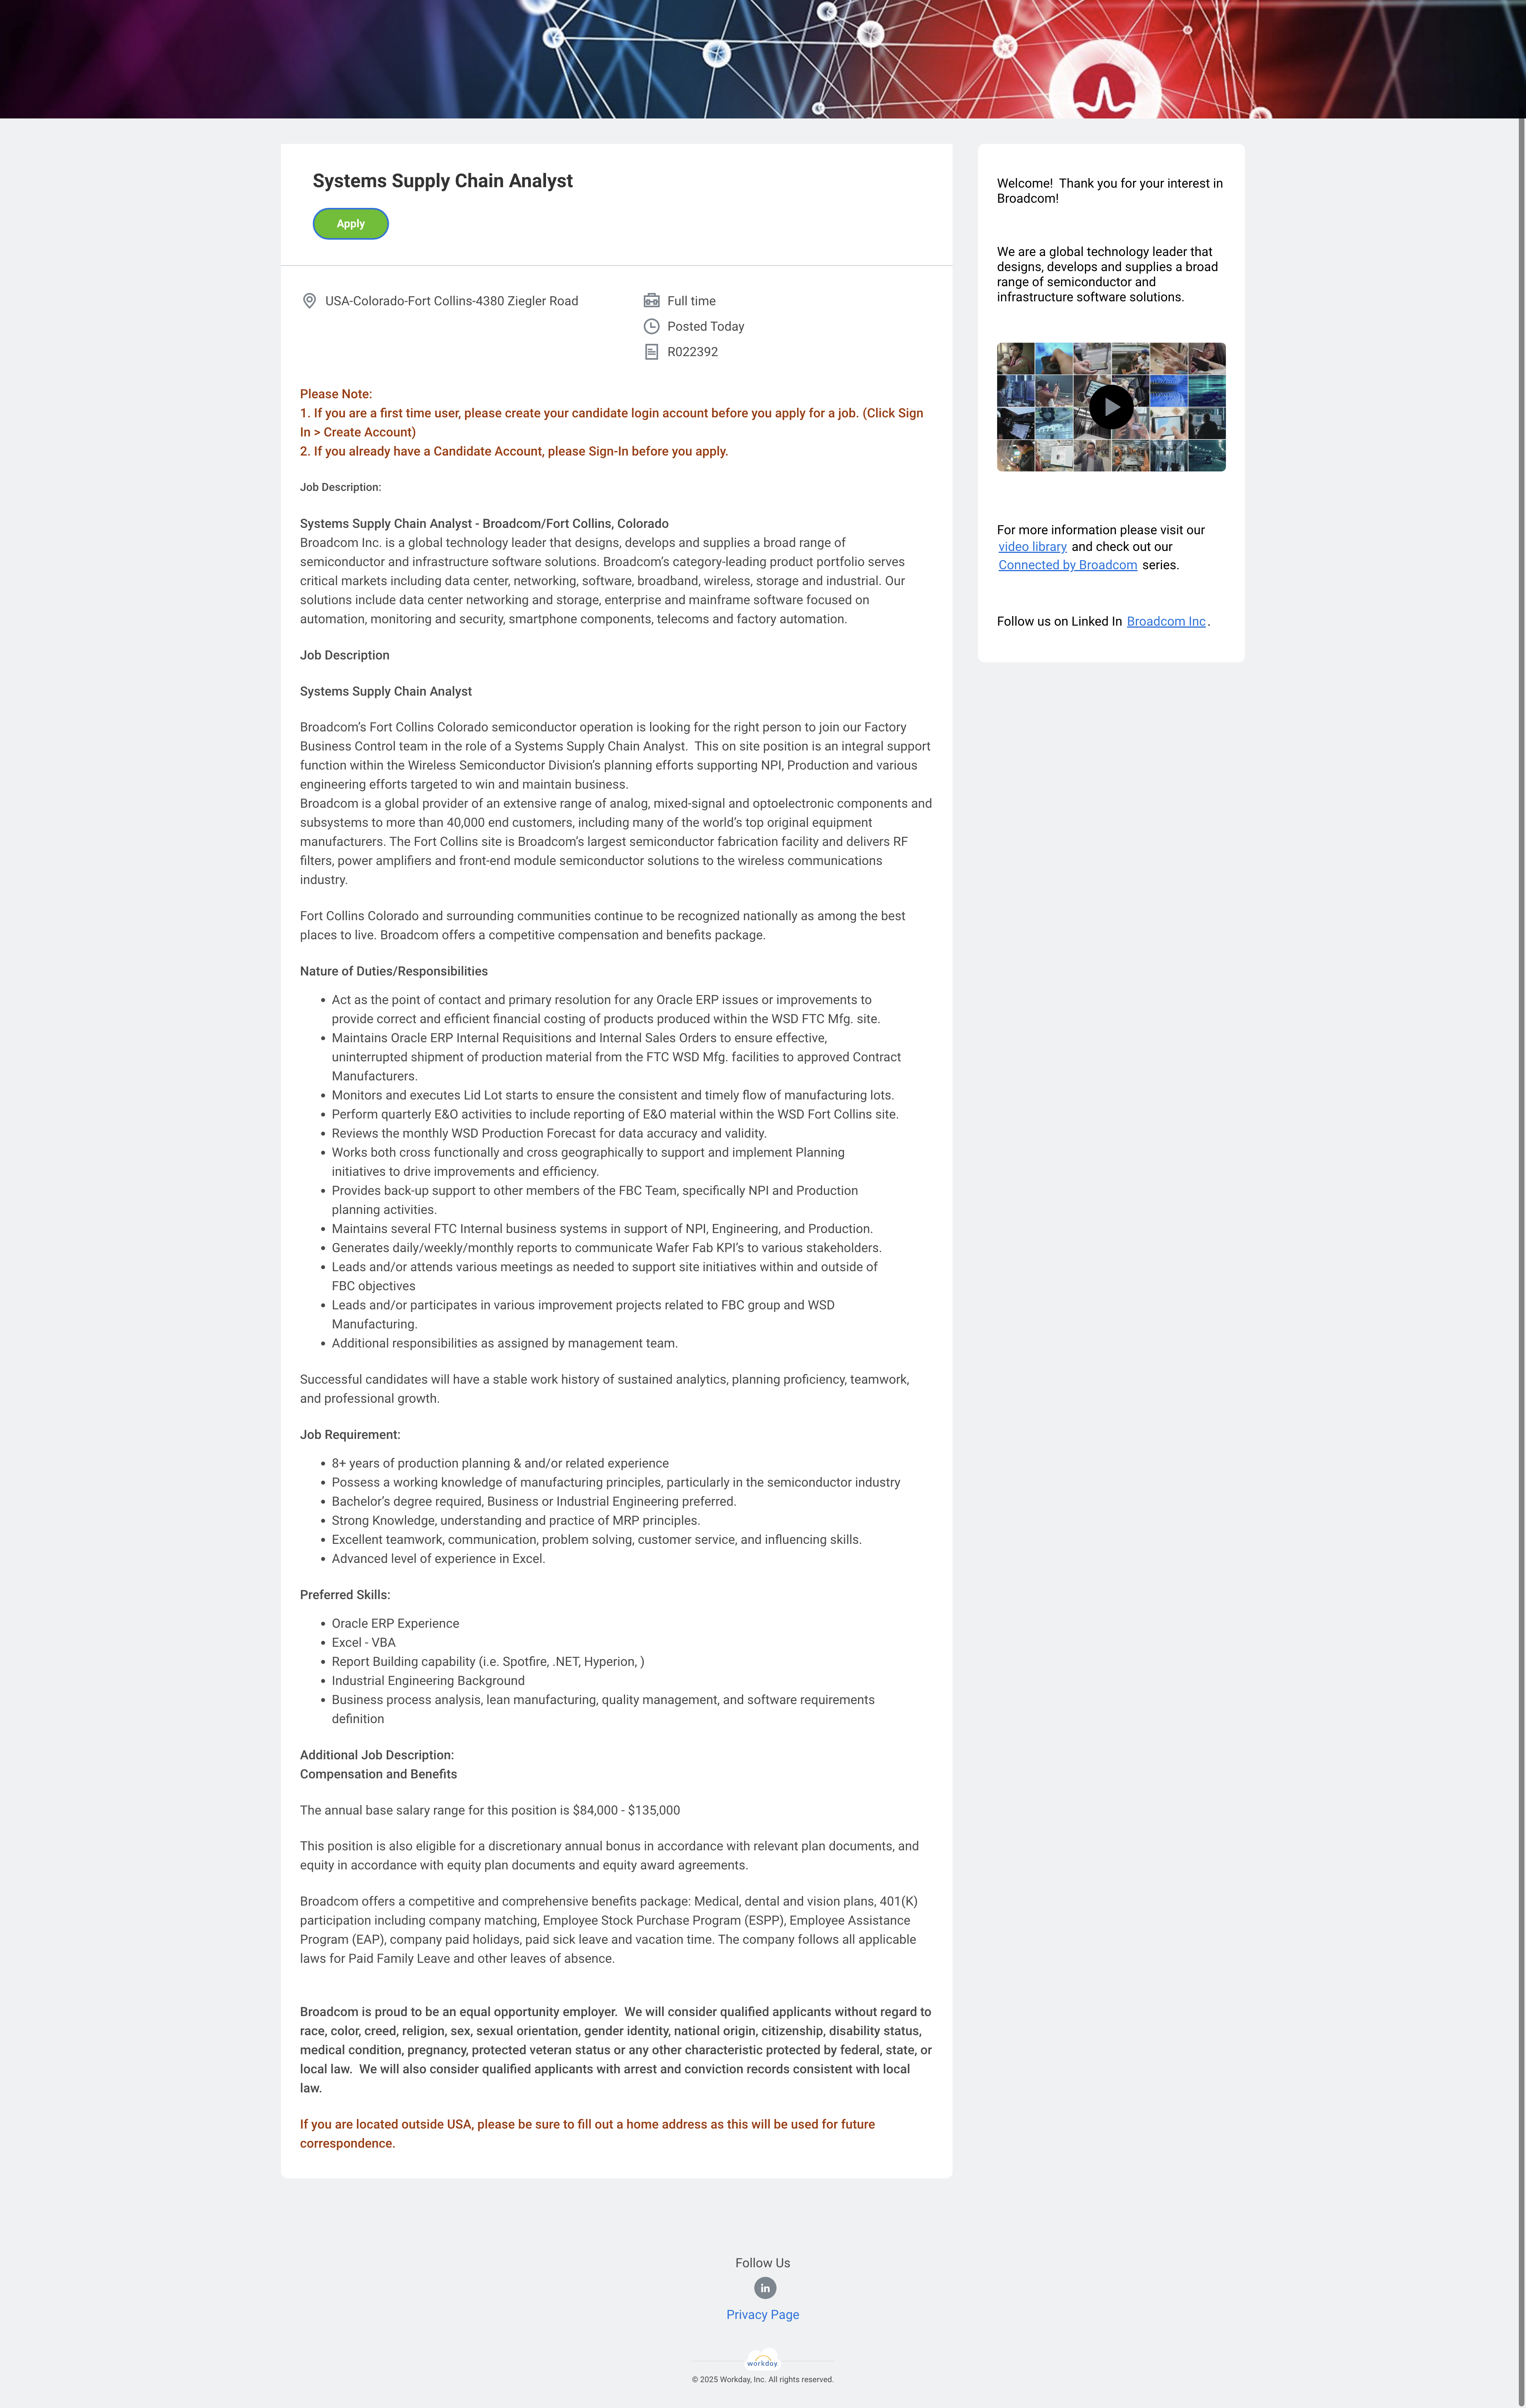 Systems Supply Chain Analyst
Apply
USA-Colorado-Fort Collins-4380 Ziegler Road
Full time
Posted Today
R022392
Please Note:
1. If you are a first time user, please create your candidate login account before you apply for a job. (Click Sign
In > Create Account)
2. If you already have a Candidate Account, please Sign-In before you apply.
Job Description:
Systems Supply Chain Analyst - Broadcom/Fort Collins, Colorado
Broadcom Inc. is a global technology leader that designs, develops and supplies a broad range of
semiconductor and infrastructure software solutions. Broadcom’s category-leading product portfolio serves
critical markets including data center, networking, software, broadband, wireless, storage and industrial. Our
solutions include data center networking and storage, enterprise and mainframe software focused on
automation, monitoring and security, smartphone components, telecoms and factory automation.
Job Description
Systems Supply Chain Analyst
Broadcom’s Fort Collins Colorado semiconductor operation is looking for the right person to join our Factory
Business Control team in the role of a Systems Supply Chain Analyst.  This on site position is an integral support
function within the Wireless Semiconductor Division’s planning efforts supporting NPI, Production and various
engineering efforts targeted to win and maintain business.
Broadcom is a global provider of an extensive range of analog, mixed-signal and optoelectronic components and
subsystems to more than 40,000 end customers, including many of the world’s top original equipment
manufacturers. The Fort Collins site is Broadcom’s largest semiconductor fabrication facility and delivers RF
filters, power amplifiers and front-end module semiconductor solutions to the wireless communications
industry.
Fort Collins Colorado and surrounding communities continue to be recognized nationally as among the best
places to live. Broadcom offers a competitive compensation and benefits package.
Nature of Duties/Responsibilities
• Act as the point of contact and primary resolution for any Oracle ERP issues or improvements to
provide correct and efficient financial costing of products produced within the WSD FTC Mfg. site.
• Maintains Oracle ERP Internal Requisitions and Internal Sales Orders to ensure effective,
uninterrupted shipment of production material from the FTC WSD Mfg. facilities to approved Contract
Manufacturers.
• Monitors and executes Lid Lot starts to ensure the consistent and timely flow of manufacturing lots.
• Perform quarterly E&O activities to include reporting of E&O material within the WSD Fort Collins site.
• Reviews the monthly WSD Production Forecast for data accuracy and validity.
• Works both cross functionally and cross geographically to support and implement Planning
initiatives to drive improvements and efficiency.
• Provides back-up support to other members of the FBC Team, specifically NPI and Production
planning activities.
• Maintains several FTC Internal business systems in support of NPI, Engineering, and Production.
• Generates daily/weekly/monthly reports to communicate Wafer Fab KPI’s to various stakeholders.
• Leads and/or attends various meetings as needed to support site initiatives within and outside of
FBC objectives
• Leads and/or participates in various improvement projects related to FBC group and WSD
Manufacturing.
• Additional responsibilities as assigned by management team.
Successful candidates will have a stable work history of sustained analytics, planning proficiency, teamwork,
and professional growth.
Job Requirement:
• 8+ years of production planning & and/or related experience
• Possess a working knowledge of manufacturing principles, particularly in the semiconductor industry
• Bachelor’s degree required, Business or Industrial Engineering preferred.
• Strong Knowledge, understanding and practice of MRP principles.
• Excellent teamwork, communication, problem solving, customer service, and influencing skills.
• Advanced level of experience in Excel.
Preferred Skills:
• Oracle ERP Experience
• Excel - VBA
• Report Building capability (i.e. Spotfire, .NET, Hyperion, )
• Industrial Engineering Background
• Business process analysis, lean manufacturing, quality management, and software requirements
definition
Additional Job Description:
Compensation and Benefits
The annual base salary range for this position is $84,000 - $135,000
This position is also eligible for a discretionary annual bonus in accordance with relevant plan documents, and
equity in accordance with equity plan documents and equity award agreements.
Broadcom offers a competitive and comprehensive benefits package: Medical, dental and vision plans, 401(K)
participation including company matching, Employee Stock Purchase Program (ESPP), Employee Assistance
Program (EAP), company paid holidays, paid sick leave and vacation time. The company follows all applicable
laws for Paid Family Leave and other leaves of absence.
Broadcom is proud to be an equal opportunity employer.  We will consider qualified applicants without regard to
race, color, creed, religion, sex, sexual orientation, gender identity, national origin, citizenship, disability status,
medical condition, pregnancy, protected veteran status or any other characteristic protected by federal, state, or
local law.  We will also consider qualified applicants with arrest and conviction records consistent with local
law.
If you are located outside USA, please be sure to fill out a home address as this will be used for future
correspondence.
Welcome!  Thank you for your interest in
Broadcom!
We are a global technology leader that
designs, develops and supplies a broad
range of semiconductor and
infrastructure software solutions.
For more information please visit our
video library and check out our
Connected by Broadcom series.
Follow us on Linked In Broadcom Inc.
Follow Us
in
Privacy Page
workday.
© 2025 Workday, Inc. All rights reserved.